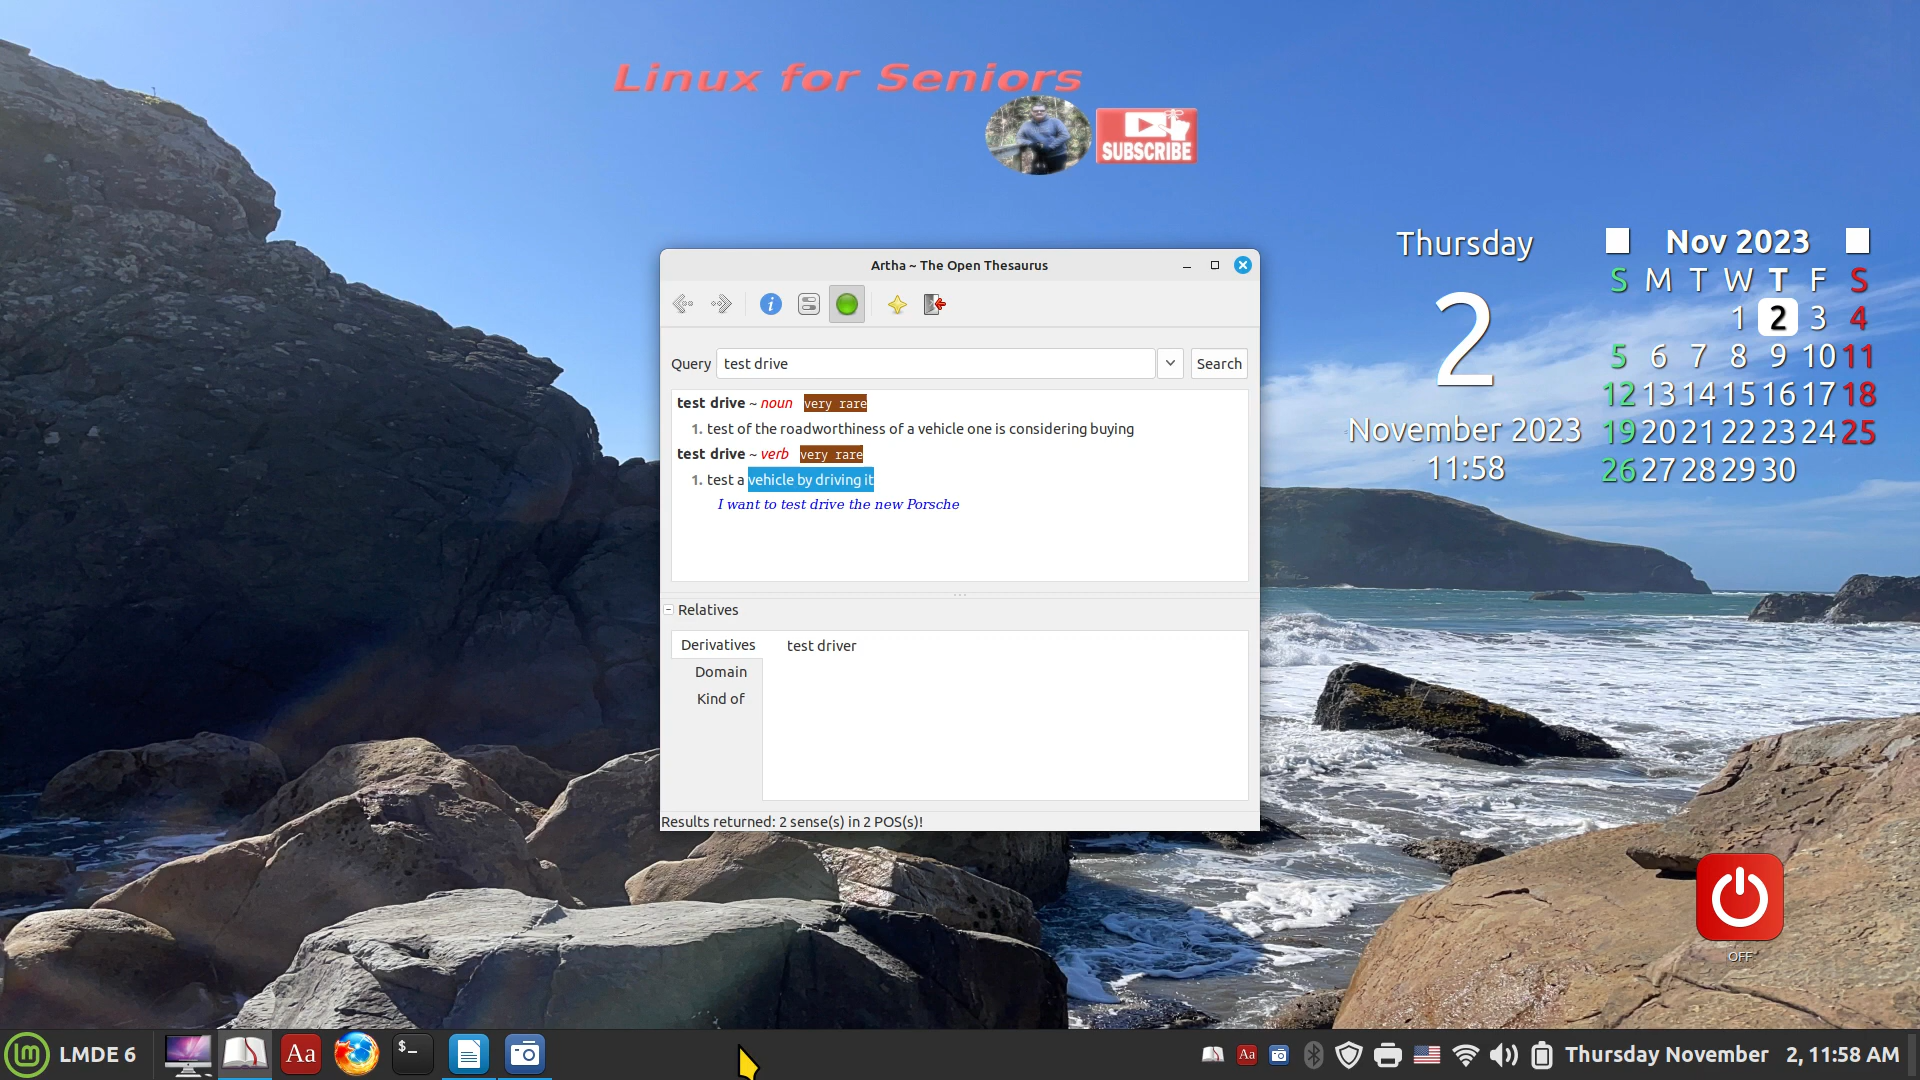 Linux for Seniors
SUBSCRIBE
Artha ~ The Open Thesaurus
Query test drive Search
test drive ~ noun very rare
1. test of the roadworthiness of a vehicle one is considering buying
test drive ~ verb very rare
1. test a vehicle by driving it
I want to test drive the new Porsche
Relatives
Derivatives test driver
Domain
Kind of
Results returned: 2 sense(s) in 2 POS(s)!
Thursday
2
November 2023
11:58
Nov 2023
S M T W T F S
1 2 3 4
5 6 7 8 9 10 11
12 13 14 15 16 17 18
19 20 21 22 23 24 25
26 27 28 29 30
OFF
LMDE 6
Aa
$_
Aa
Thursday November 2, 11:58 AM